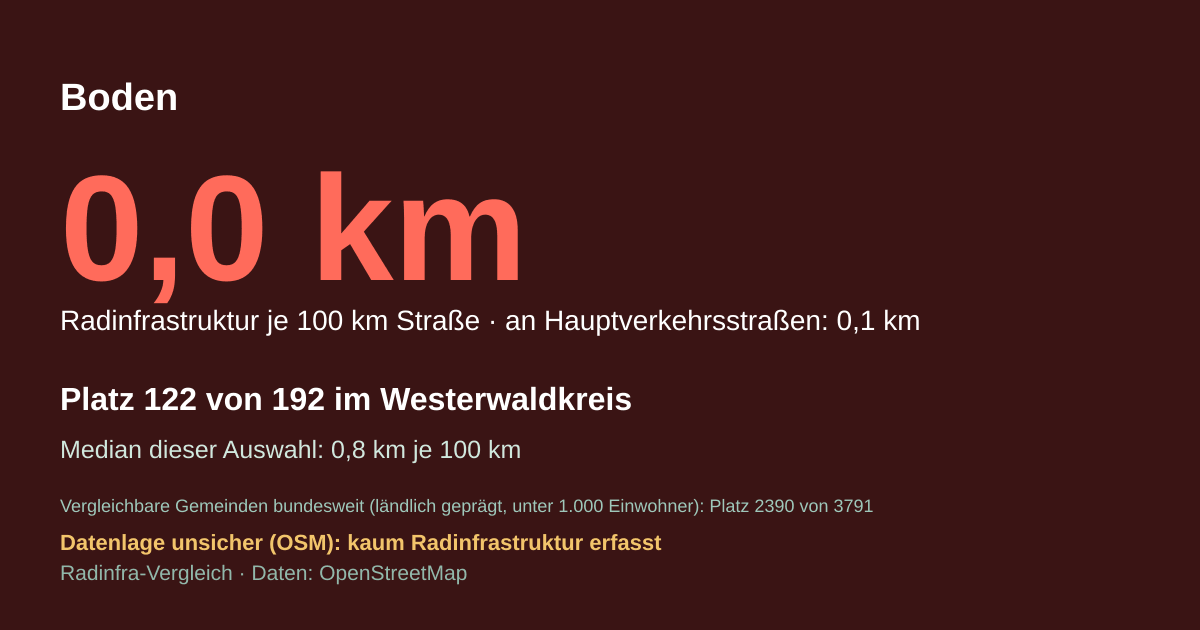 Boden
0,0 km
Radinfrastruktur je 100 km Straße · an Hauptverkehrsstraßen: 0,1 km
Platz 122 von 192 im Westerwaldkreis
Median dieser Auswahl: 0,8 km je 100 km
Vergleichbare Gemeinden bundesweit (ländlich geprägt, unter 1.000 Einwohner): Platz 2390 von 3791
Datenlage unsicher (OSM): kaum Radinfrastruktur erfasst
Radinfra-Vergleich · Daten: OpenStreetMap